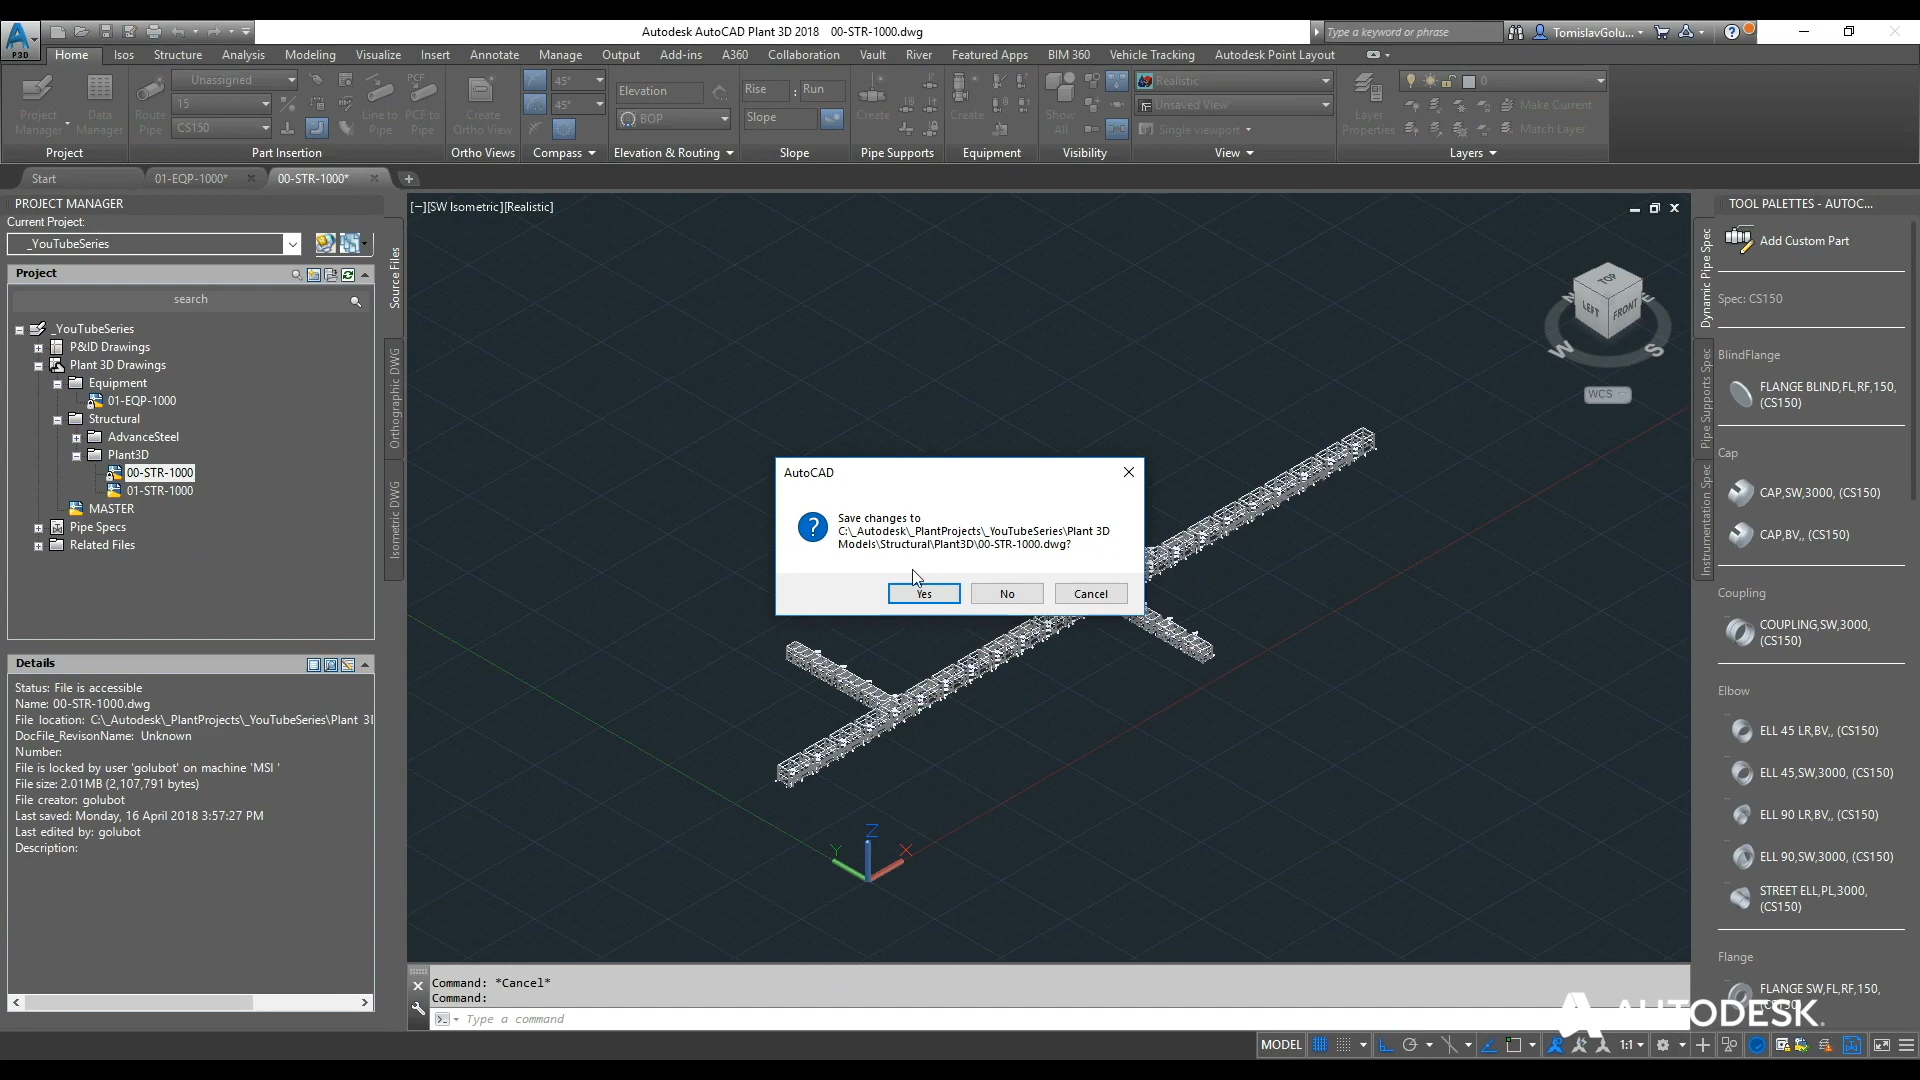 Autodesk AutoCAD Plant 3D 2018 00-STR-1000.dwg
Type a keyword or phrase
TomislavGolu...
P3D
Home Isos Structure Analysis Modeling Visualize Insert Annotate Manage Output Add-ins A360 Collaboration Vault River Featured Apps BIM 360 Vehicle Tracking Autodesk Point Layout
Project
Manager
Data
Manager
Route
Pipe
Unassigned
15
CS150
Line to
Pipe
PCF to
Pipe
Create
Ortho View
45°
45°
Elevation
BOP
Rise : Run
Slope
Create
Create
Show
All
Realistic
Unsaved View
Single viewport
Layer
Properties
0
Make Current
Match Layer
Project Part Insertion Ortho Views Compass Elevation & Routing Slope Pipe Supports Equipment Visibility View Layers
Start 01-EQP-1000* 00-STR-1000*
PROJECT MANAGER
Current Project:
_YouTubeSeries
Project
search
_YouTubeSeries
P&ID Drawings
Plant 3D Drawings
Equipment
01-EQP-1000
Structural
AdvanceSteel
Plant3D
00-STR-1000
01-STR-1000
MASTER
Pipe Specs
Related Files
Source Files
Orthographic DWG
Isometric DWG
Details
Status: File is accessible
Name: 00-STR-1000.dwg
File location: C:\_Autodesk\_PlantProjects\_YouTubeSeries\Plant 3
DocFile_RevisonName: Unknown
Number:
File is locked by user 'golubot' on machine 'MSI '
File size: 2.01MB (2,107,791 bytes)
File creator: golubot
Last saved: Monday, 16 April 2018 3:57:27 PM
Last edited by: golubot
Description:
[−][SW Isometric][Realistic]
TOP
LEFT
FRONT
N
E
W
S
WCS
AutoCAD
Save changes to
C:\_Autodesk\_PlantProjects\_YouTubeSeries\Plant 3D
Models\Structural\Plant3D\00-STR-1000.dwg?
Yes No Cancel
Z
Y
X
Command: *Cancel*
Command:
Type a command
TOOL PALETTES - AUTOC...
Dynamic Pipe Spec
Pipe Supports Spec
Instrumentation Spec
Add Custom Part
Spec: CS150
BlindFlange
FLANGE BLIND,FL,RF,150,
(CS150)
Cap
CAP,SW,3000, (CS150)
CAP,BV,, (CS150)
Coupling
COUPLING,SW,3000,
(CS150)
Elbow
ELL 45 LR,BV,, (CS150)
ELL 45,SW,3000, (CS150)
ELL 90 LR,BV,, (CS150)
ELL 90,SW,3000, (CS150)
STREET ELL,PL,3000,
(CS150)
Flange
FLANGE SW,FL,RF,150,
AUTODESK.
MODEL
1:1